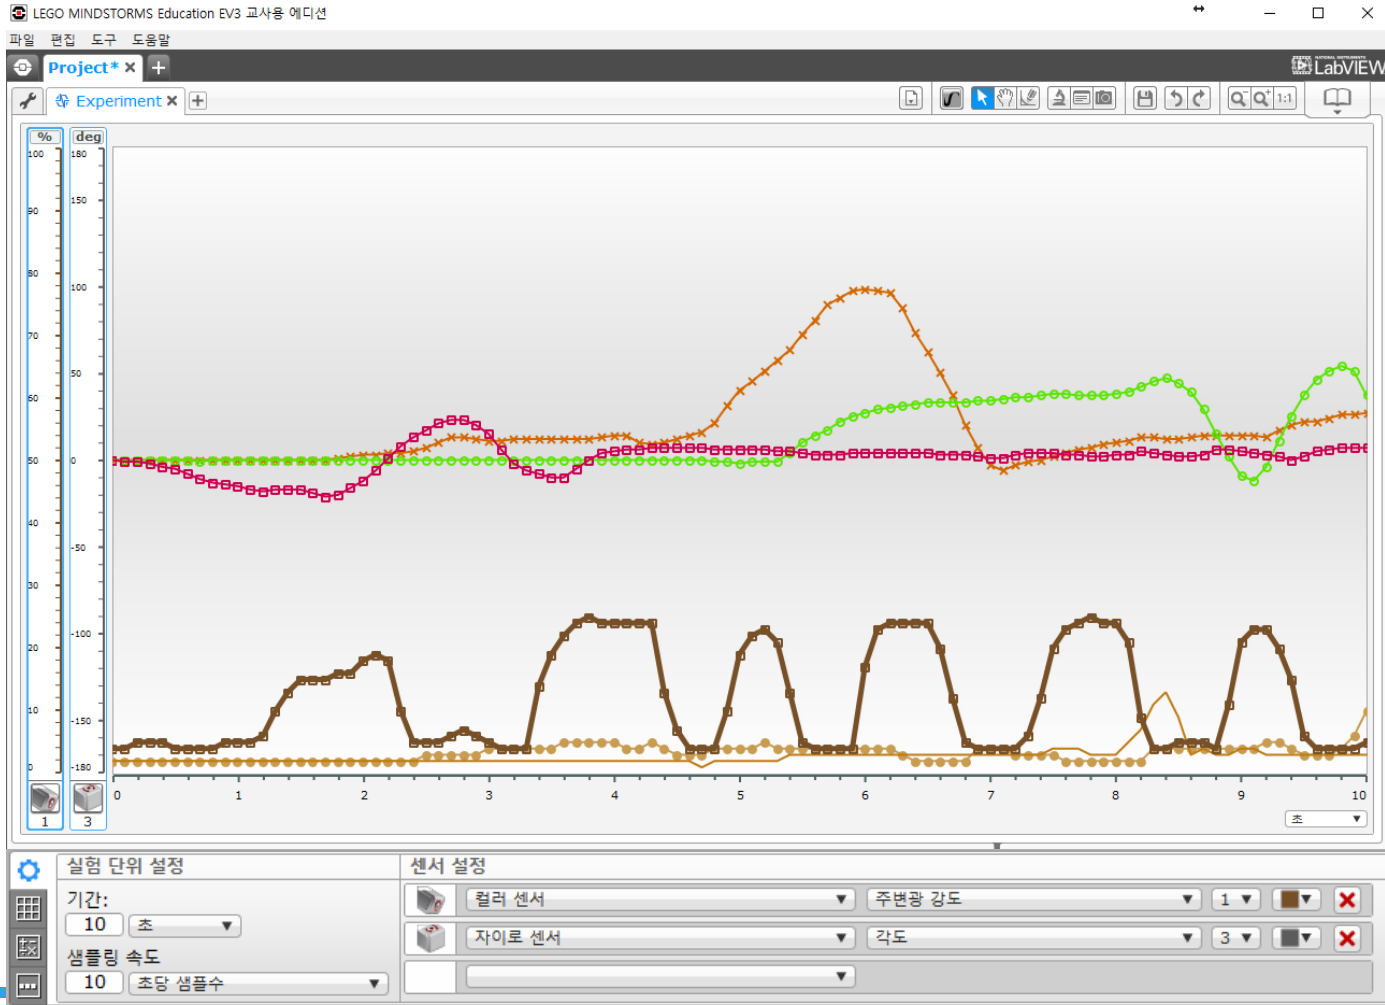 LEGO MINDSTORMS Education EV3 교사용 에디션
파일 편집 도구 도움말
Project*
NATIONAL INSTRUMENTS
LabVIEW
Experiment
1:1
% deg
100 180
150
90
80 100
70
60 50
50 0
40
-50
30
-100
20
10 -150
0 -180
0 1 2 3 4 5 6 7 8 9 10
1 3
초
실험 단위 설정
기간:
10 초
샘플링 속도
10 초당 샘플수
센서 설정
컬러 센서 주변광 강도 1
자이로 센서 각도 3